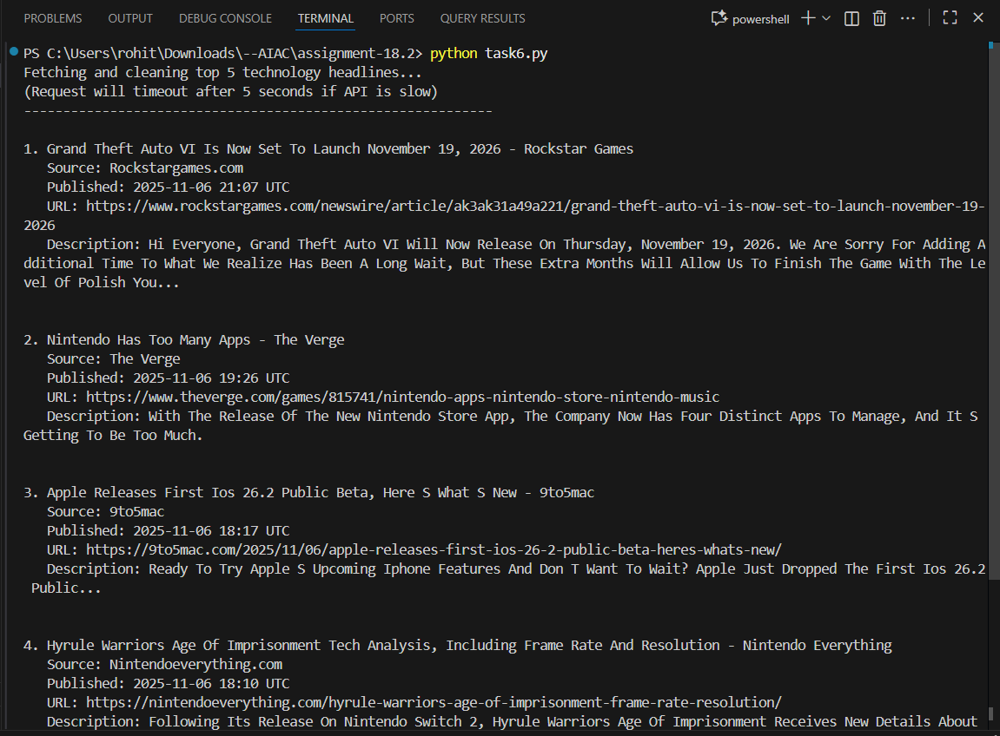 PROBLEMS OUTPUT DEBUG CONSOLE TERMINAL PORTS QUERY RESULTS powershell
PS C:\Users\rohit\Downloads\--AIAC\assignment-18.2> python task6.py
Fetching and cleaning top 5 technology headlines...
(Request will timeout after 5 seconds if API is slow)
------------------------------------------------------------
1. Grand Theft Auto VI Is Now Set To Launch November 19, 2026 - Rockstar Games
Source: Rockstargames.com
Published: 2025-11-06 21:07 UTC
URL: https://www.rockstargames.com/newswire/article/ak3ak31a49a221/grand-theft-auto-vi-is-now-set-to-launch-november-19-
2026
Description: Hi Everyone, Grand Theft Auto VI Will Now Release On Thursday, November 19, 2026. We Are Sorry For Adding A
dditional Time To What We Realize Has Been A Long Wait, But These Extra Months Will Allow Us To Finish The Game With The Le
vel Of Polish You...
2. Nintendo Has Too Many Apps - The Verge
Source: The Verge
Published: 2025-11-06 19:26 UTC
URL: https://www.theverge.com/games/815741/nintendo-apps-nintendo-store-nintendo-music
Description: With The Release Of The New Nintendo Store App, The Company Now Has Four Distinct Apps To Manage, And It S
Getting To Be Too Much.
3. Apple Releases First Ios 26.2 Public Beta, Here S What S New - 9to5mac
Source: 9to5mac
Published: 2025-11-06 18:17 UTC
URL: https://9to5mac.com/2025/11/06/apple-releases-first-ios-26-2-public-beta-heres-whats-new/
Description: Ready To Try Apple S Upcoming Iphone Features And Don T Want To Wait? Apple Just Dropped The First Ios 26.2
Public...
4. Hyrule Warriors Age Of Imprisonment Tech Analysis, Including Frame Rate And Resolution - Nintendo Everything
Source: Nintendoeverything.com
Published: 2025-11-06 18:10 UTC
URL: https://nintendoeverything.com/hyrule-warriors-age-of-imprisonment-frame-rate-resolution/
Description: Following Its Release On Nintendo Switch 2, Hyrule Warriors Age Of Imprisonment Receives New Details About